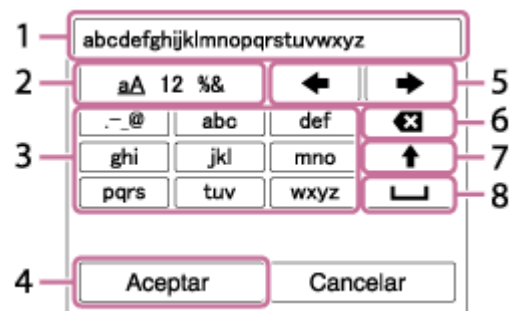 1 abcdefghijklmnopqrstuvwxyz
2 aA 12 %& 5
.-_@ abc def 6
3 ghi jkl mno 7
pqrs tuv wxyz 8
4 Aceptar Cancelar